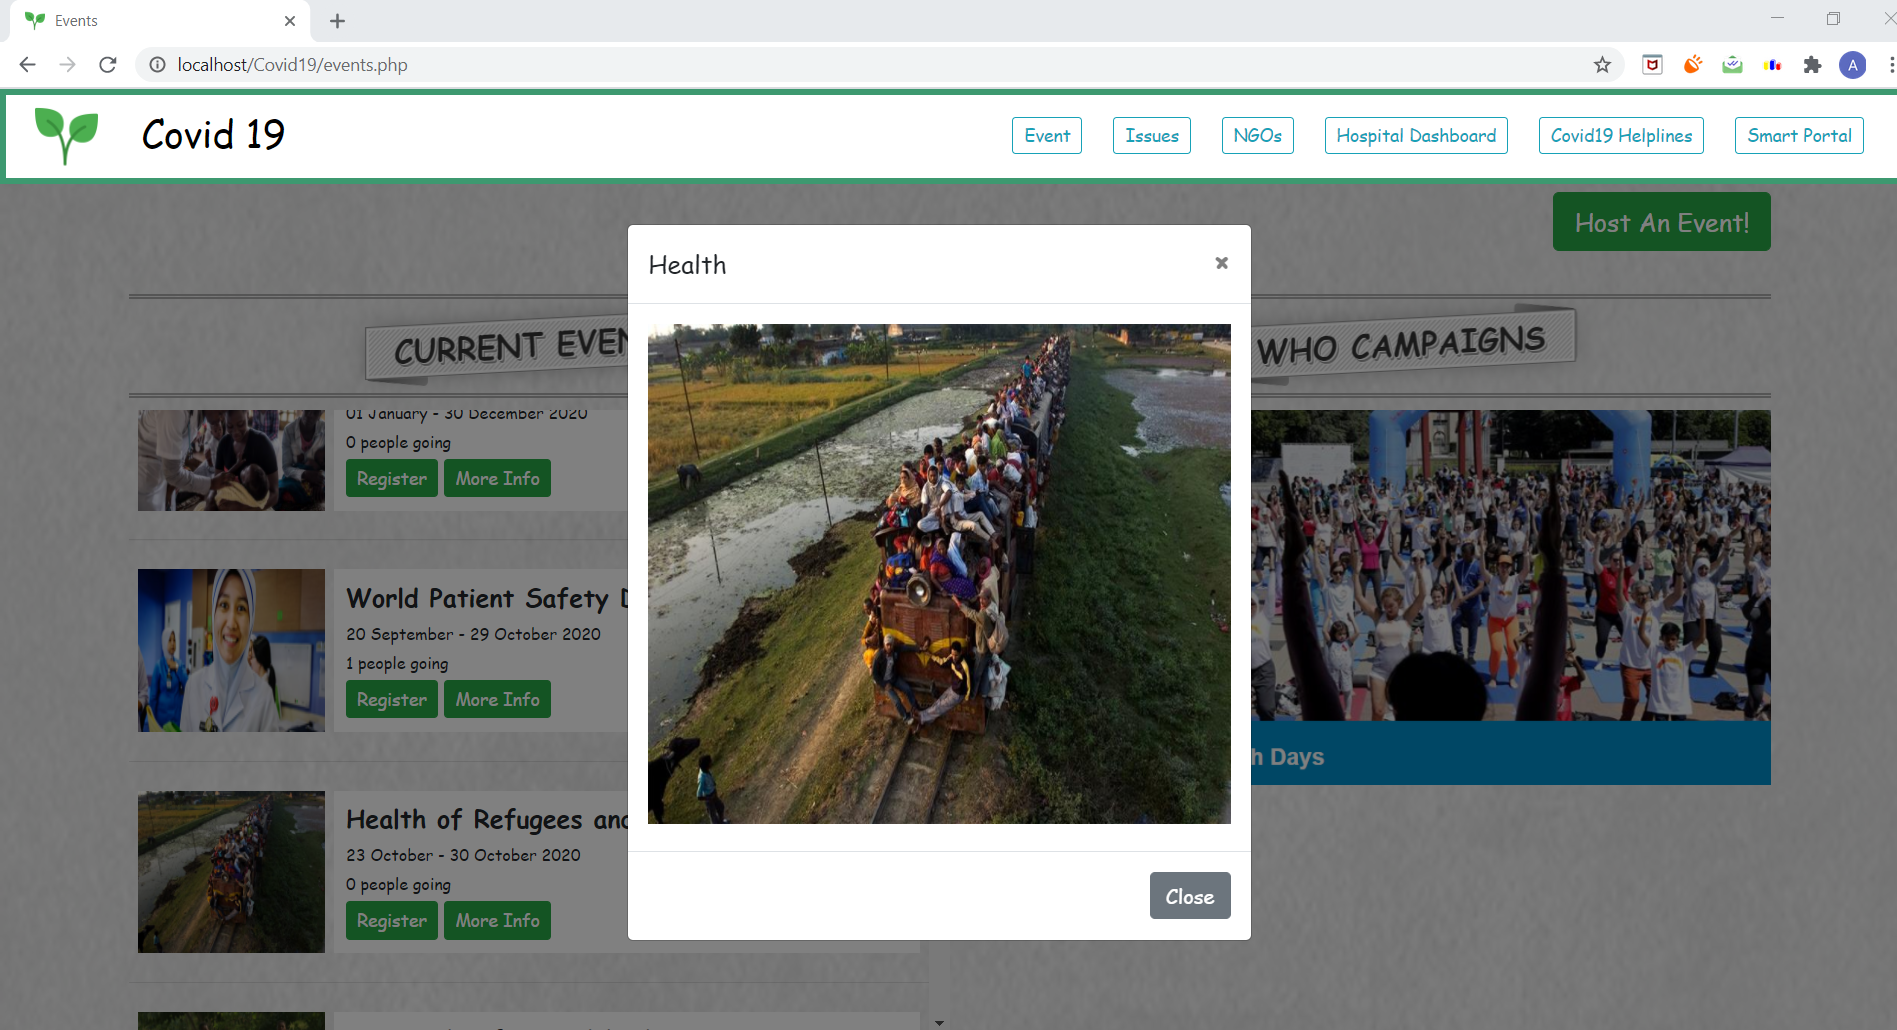 Events
localhost/Covid19/events.php
A
Covid 19
Event
Issues
NGOs
Hospital Dashboard
Covid19 Helplines
Smart Portal
Host An Event!
Health
CURRENT
WHO CAMPAIGNS
01 January - 30 December 2020
0 people going
Register
More Info
World Patient Safety
20 September - 29 October 2020
1 people going
Register
More Info
Health of Refugees and
23 October - 30 October 2020
0 people going
Register
More Info
Days
Close